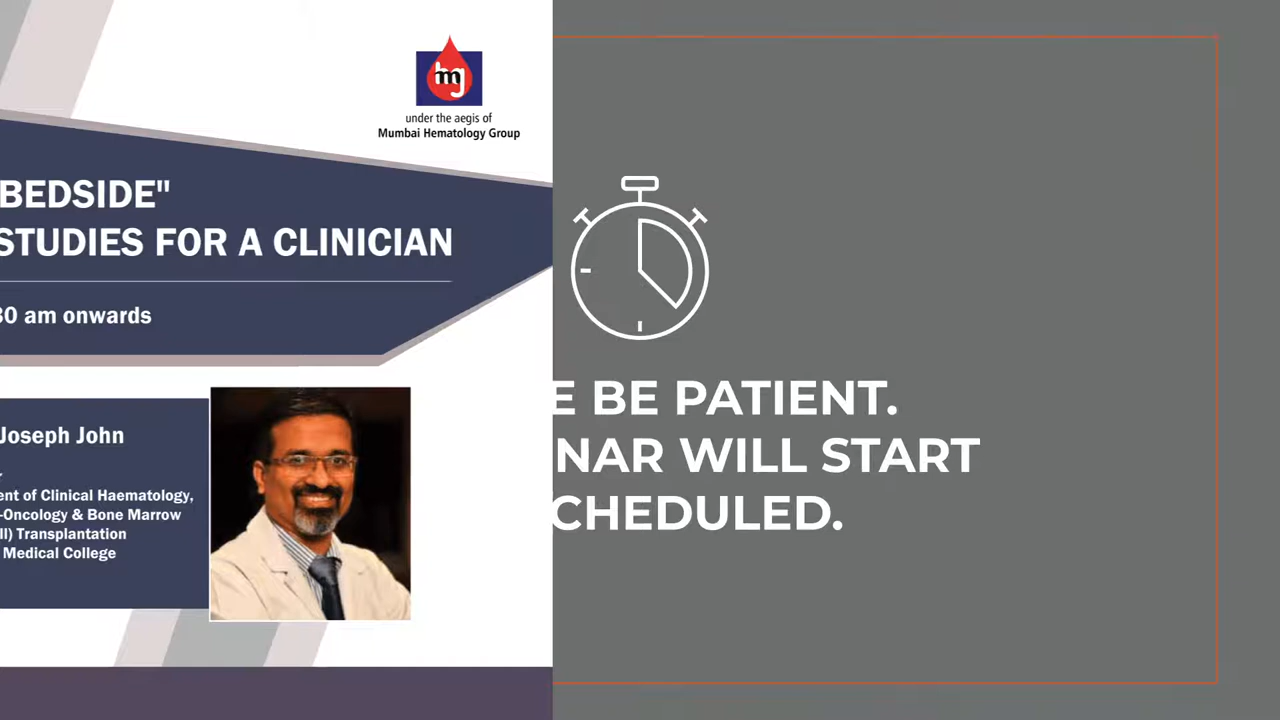 mg
under the aegis of
Mumbai Hematology Group
BEDSIDE"
STUDIES FOR A CLINICIAN
30 am onwards
Joseph John
ent of Clinical Haematology,
-Oncology & Bone Marrow
ll) Transplantation
Medical College
E BE PATIENT.
NAR WILL START
CHEDULED.